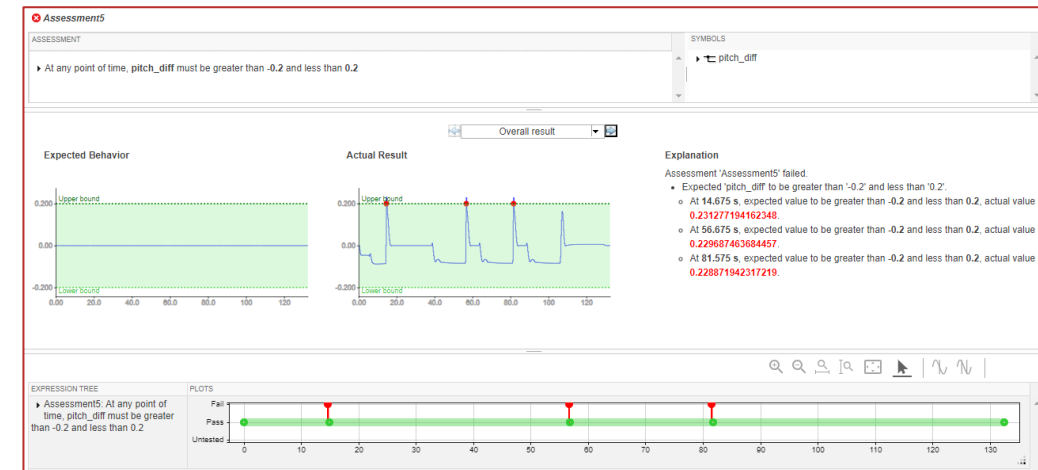 Assessment5
ASSESSMENT
At any point of time, pitch_diff must be greater than -0.2 and less than 0.2
SYMBOLS
pitch_diff
Overall result
Expected Behavior
0.200
Upper bound
0.00
-0.200
Lower bound
0.00 20.0 40.0 60.0 80.0 100 120
Actual Result
0.200
Upper bound
0.00
-0.200
Lower bound
0.00 20.0 40.0 60.0 80.0 100 120
Explanation
Assessment 'Assessment5' failed.
• Expected 'pitch_diff' to be greater than '-0.2' and less than '0.2'.
○ At 14.675 s, expected value to be greater than -0.2 and less than 0.2, actual value
0.231277194162348.
○ At 56.675 s, expected value to be greater than -0.2 and less than 0.2, actual value
0.229687463684457.
○ At 81.575 s, expected value to be greater than -0.2 and less than 0.2, actual value
0.228871942317219.
EXPRESSION TREE
Assessment5: At any point of
time, pitch_diff must be greater
than -0.2 and less than 0.2
PLOTS
Fail
Pass
Untested
0 10 20 30 40 50 60 70 80 90 100 110 120 130